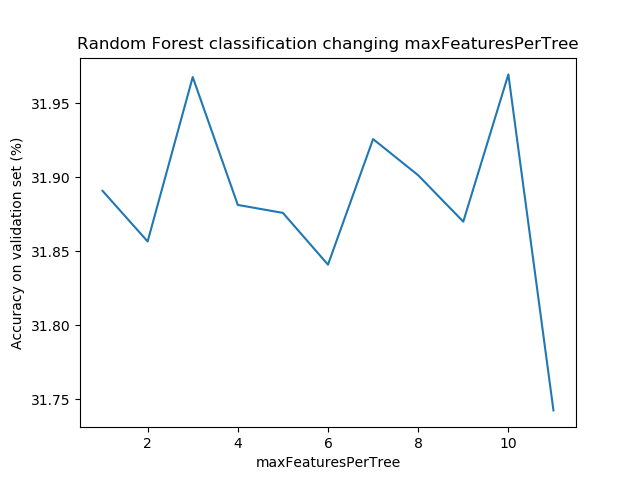 Random Forest classification changing maxFeaturesPerTree
Accuracy on validation set (%)
31.95
31.90
31.85
31.80
31.75
2 4 6 8 10
maxFeaturesPerTree